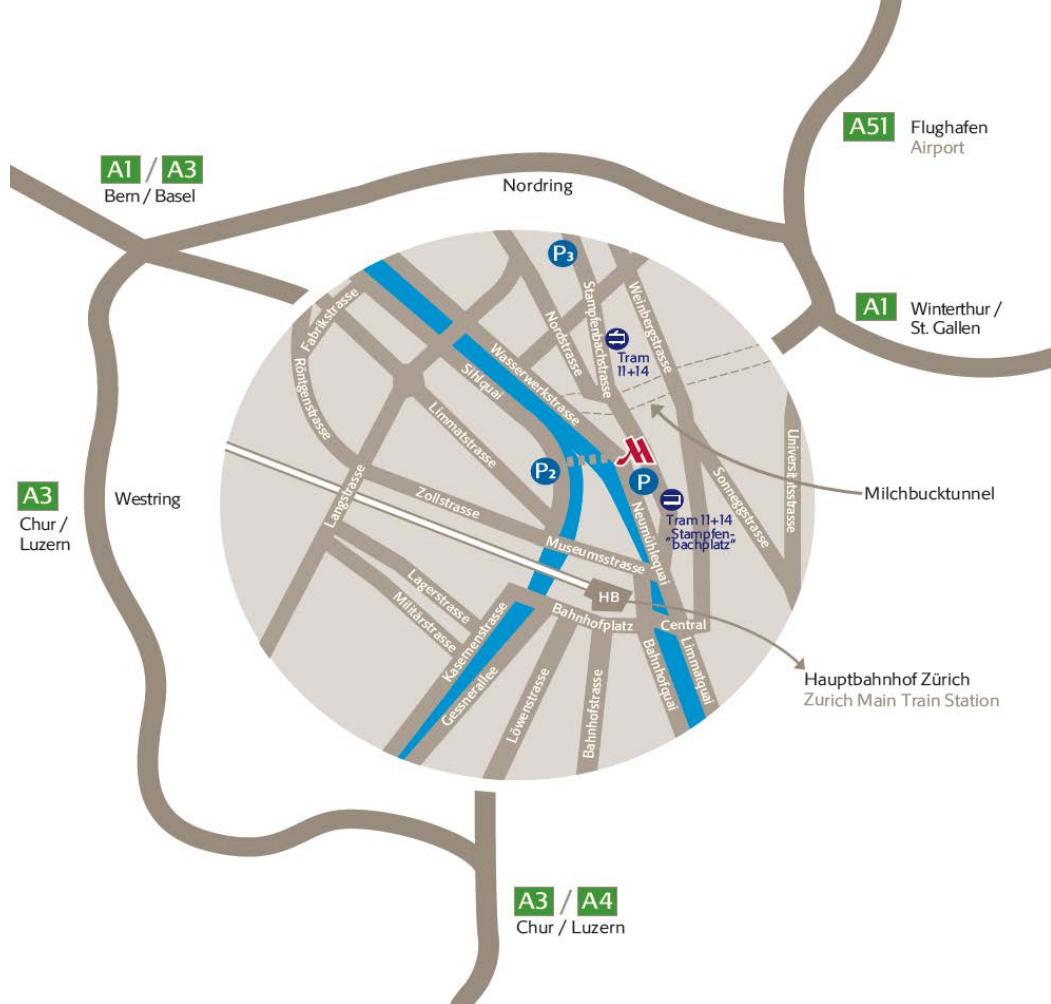 A51
Flughafen
Airport
A1 / A3
Bern / Basel
Nordring
P3
A1
Winterthur /
St. Gallen
Fabrikstrasse
Röntgenstrasse
Wasserwerkstrasse
Sihlquai
Nordstrasse
Stampfenbachstrasse
Weinbergstrasse
Tram
11+14
Limmatstrasse
P2
P
Universitätsstrasse
Sonneggstrasse
Milchbucktunnel
A3
Chur /
Luzern
Westring
Langstrasse
Zollstrasse
Museumsstrasse
Neumühlequai
Tram 11+14
"Stampfen-
bachplatz"
Lagerstrasse
Militärstrasse
Kasernenstrasse
Gessnerallee
HB
Bahnhofplatz
Central
Löwenstrasse
Bahnhofstrasse
Bahnhofquai
Limmatquai
Hauptbahnhof Zürich
Zurich Main Train Station
A3 / A4
Chur / Luzern